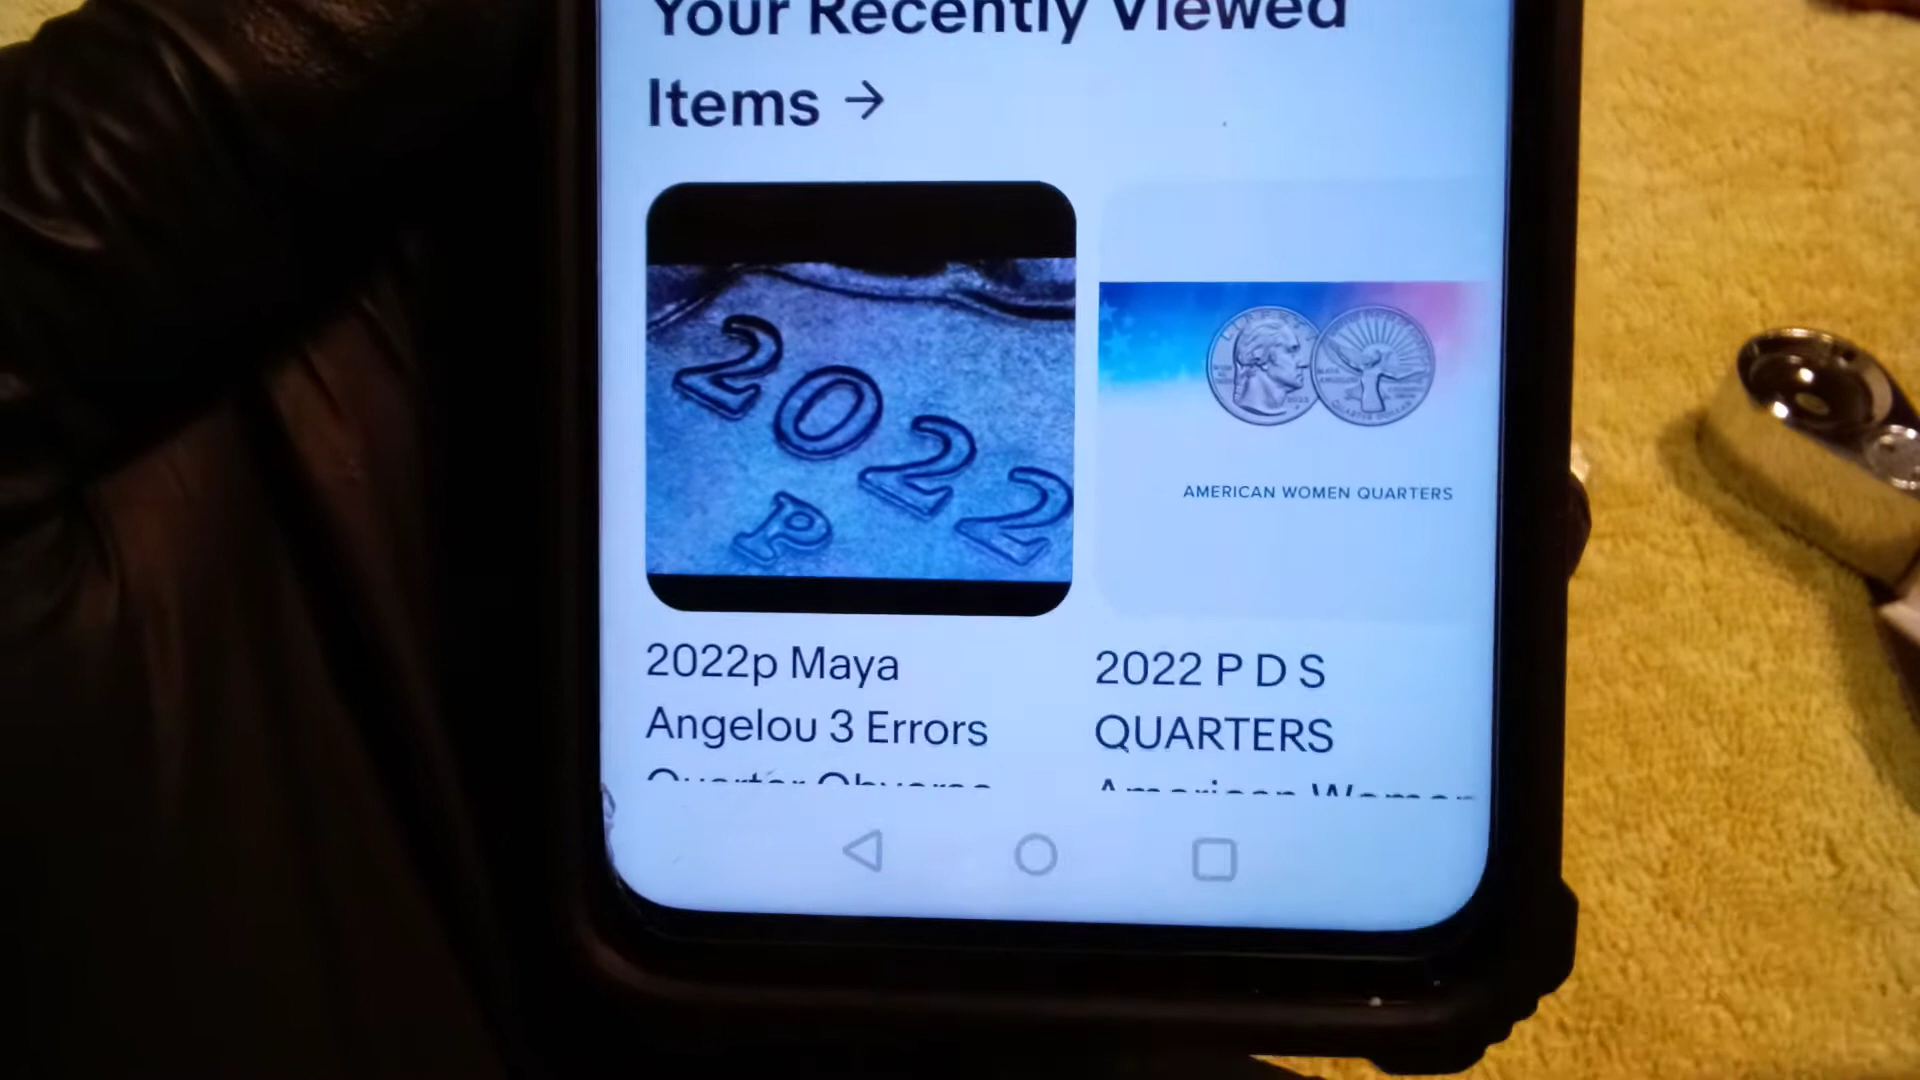 Your Recently Viewed
Items →
2022
P
AMERICAN WOMEN QUARTERS
2022p Maya
Angelou 3 Errors
2022 P D S
QUARTERS